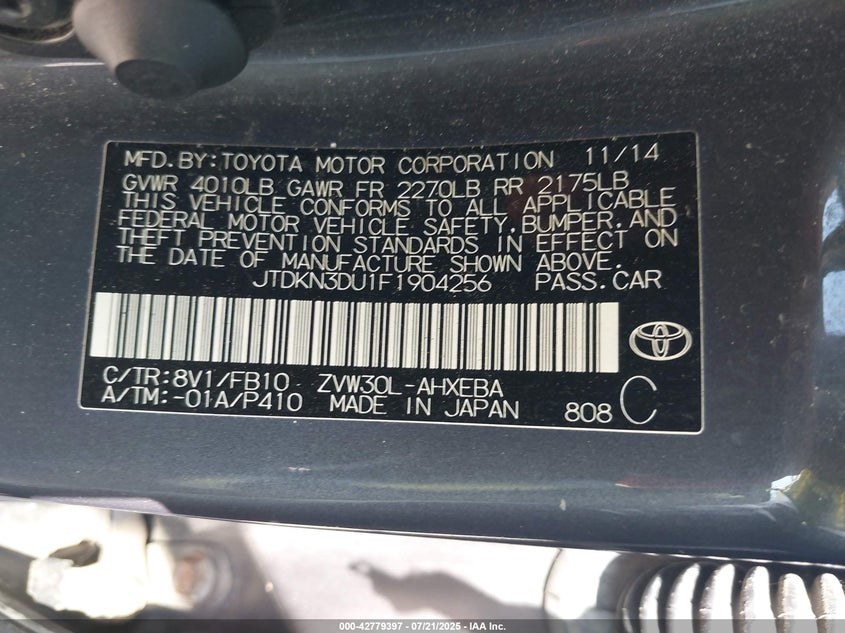 MFD.BY:TOYOTA MOTOR CORPORATION 11/14
GVWR 4010LB GAWR FR 2270LB RR 2175LB
THIS VEHICLE CONFORMS TO ALL APPLICABLE
FEDERAL MOTOR VEHICLE SAFETY,BUMPER,AND
THEFT PREVENTION STANDARDS IN EFFECT ON
THE DATE OF MANUFACTURE SHOWN ABOVE.
JTDKN3DU1F1904256 PASS.CAR
C/TR:8V1/FB10 ZVW30L-AHXEBA
A/TM:-01A/P410 MADE IN JAPAN 808 C
000-42779397 - 07/21/2025 - IAA Inc.